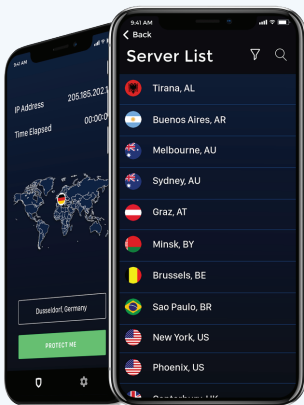 9:41 AM
IP Address
205.185.202.1
Time Elapsed
00:00:0
Dusseldorf, Germany
PROTECT ME
9:41 AM
Back
Server List
Tirana, AL
Buenos Aires, AR
Melbourne, AU
Sydney, AU
Graz, AT
Minsk, BY
Brussels, BE
Sao Paulo, BR
New York, US
Phoenix, US
Canterbury, UK